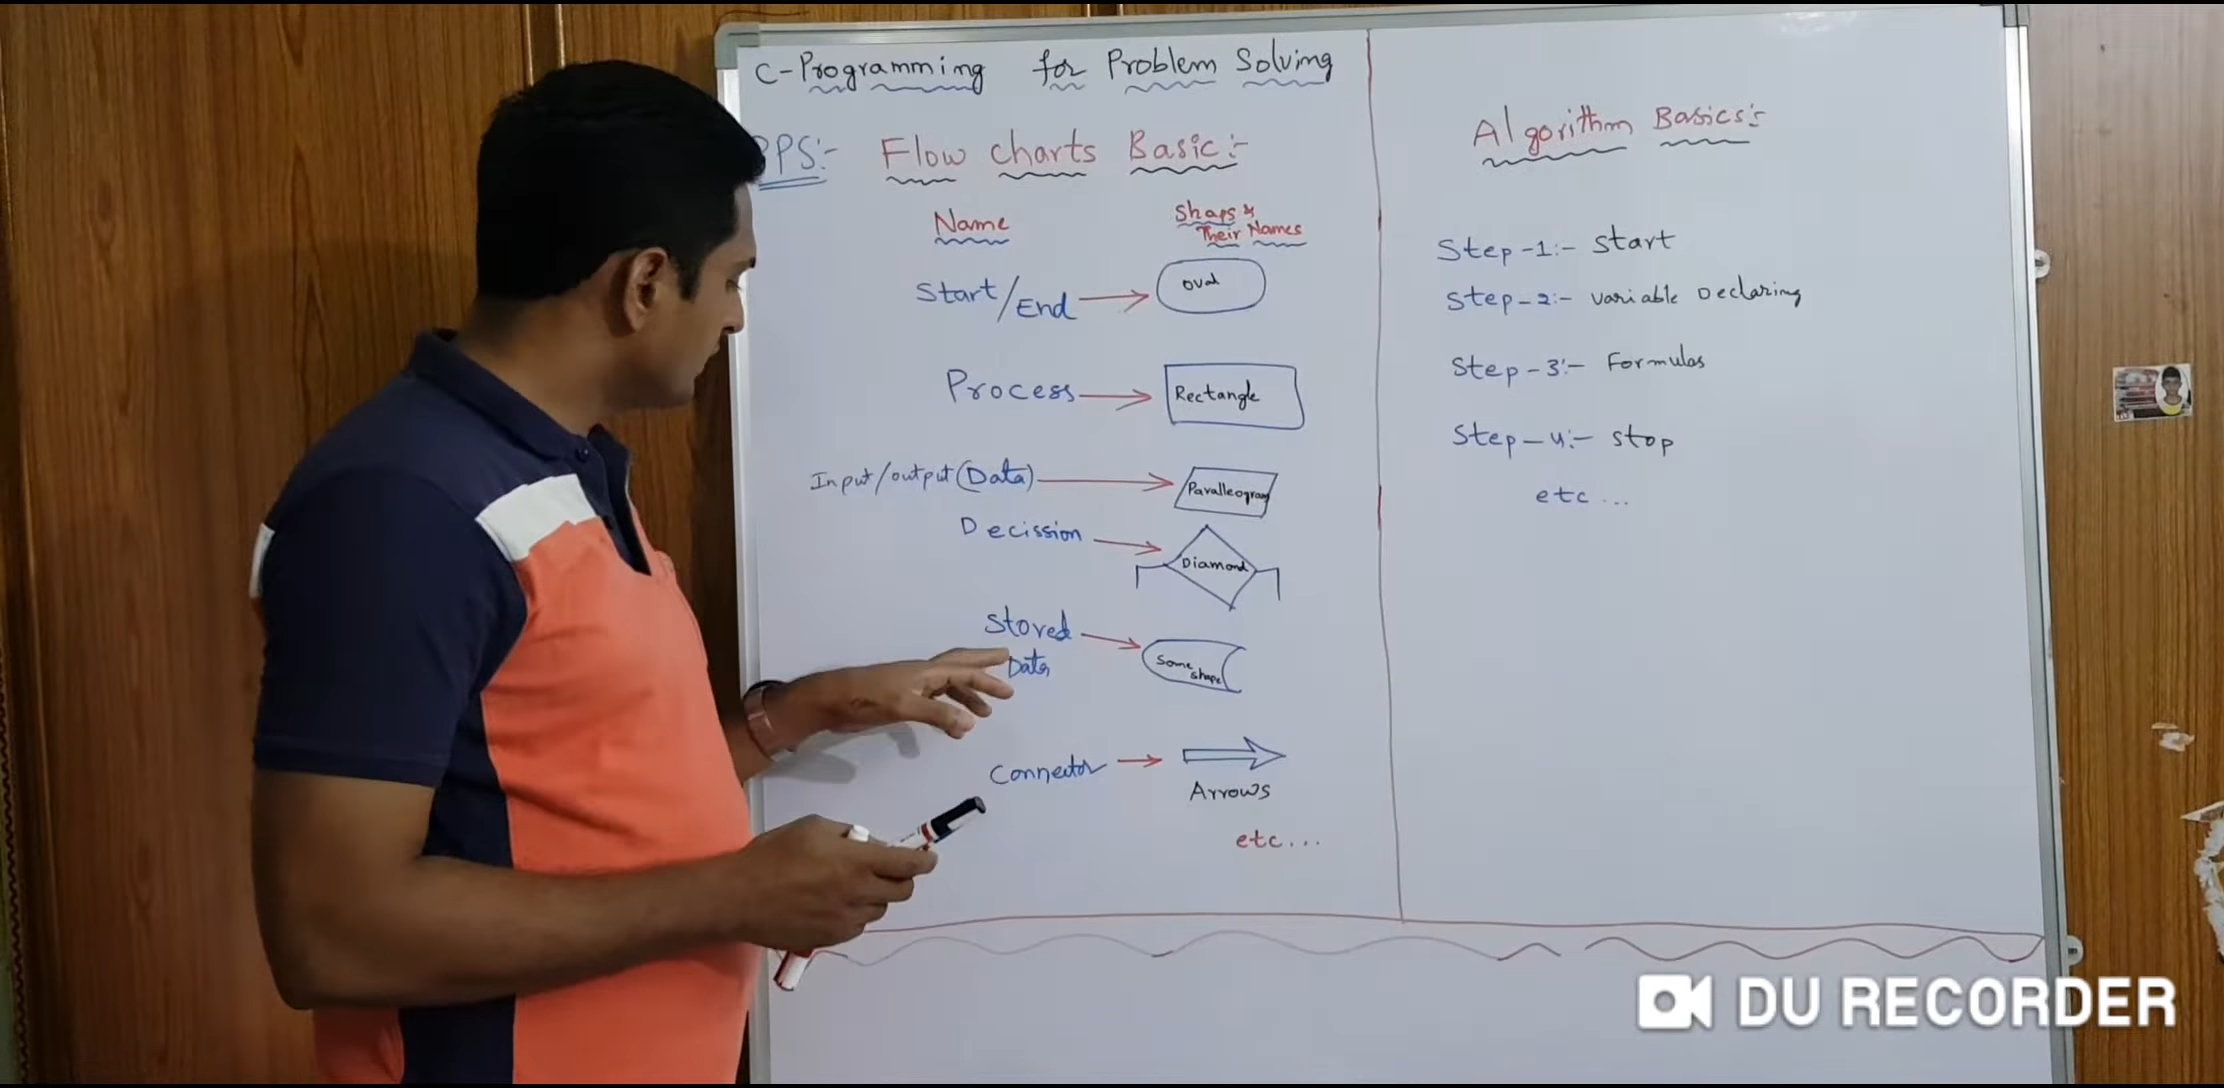 C-Programming for Problem Solving
PPS:- Flow charts Basic:-
Name
Shaps &
Their Names
Start/End
Oval
Process
Rectangle
Input/output (Data)
Paralleogram
Decission
Diamond
Stored
Data
Some
shape
Connector
Arrows
etc...
Algorithm Basics:-
Step-1:- Start
Step-2:- Variable Declaring
Step-3:- Formulas
Step-4:- stop
etc...
DU RECORDER